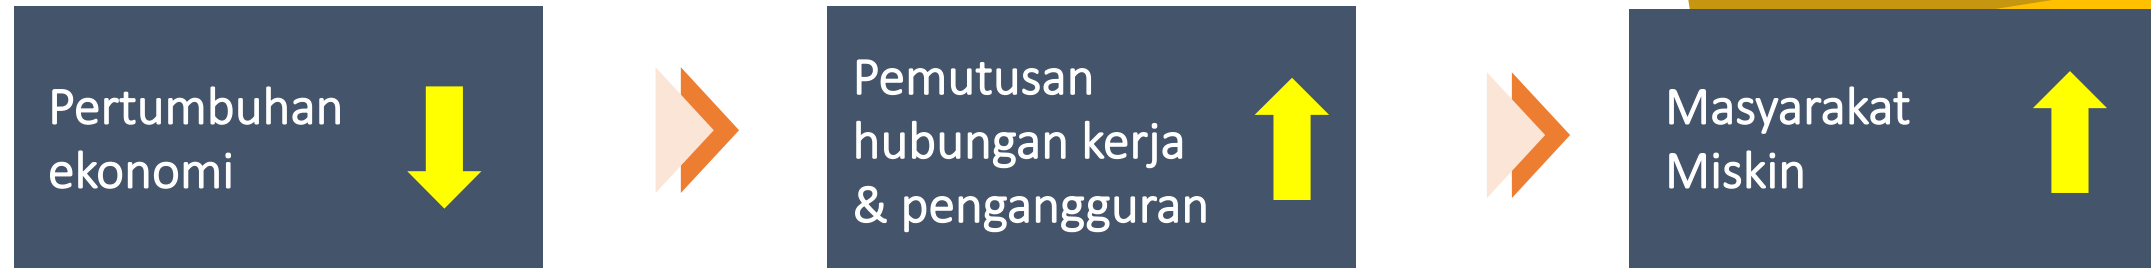 Pertumbuhan
ekonomi
Pemutusan
hubungan kerja
& pengangguran
Masyarakat
Miskin